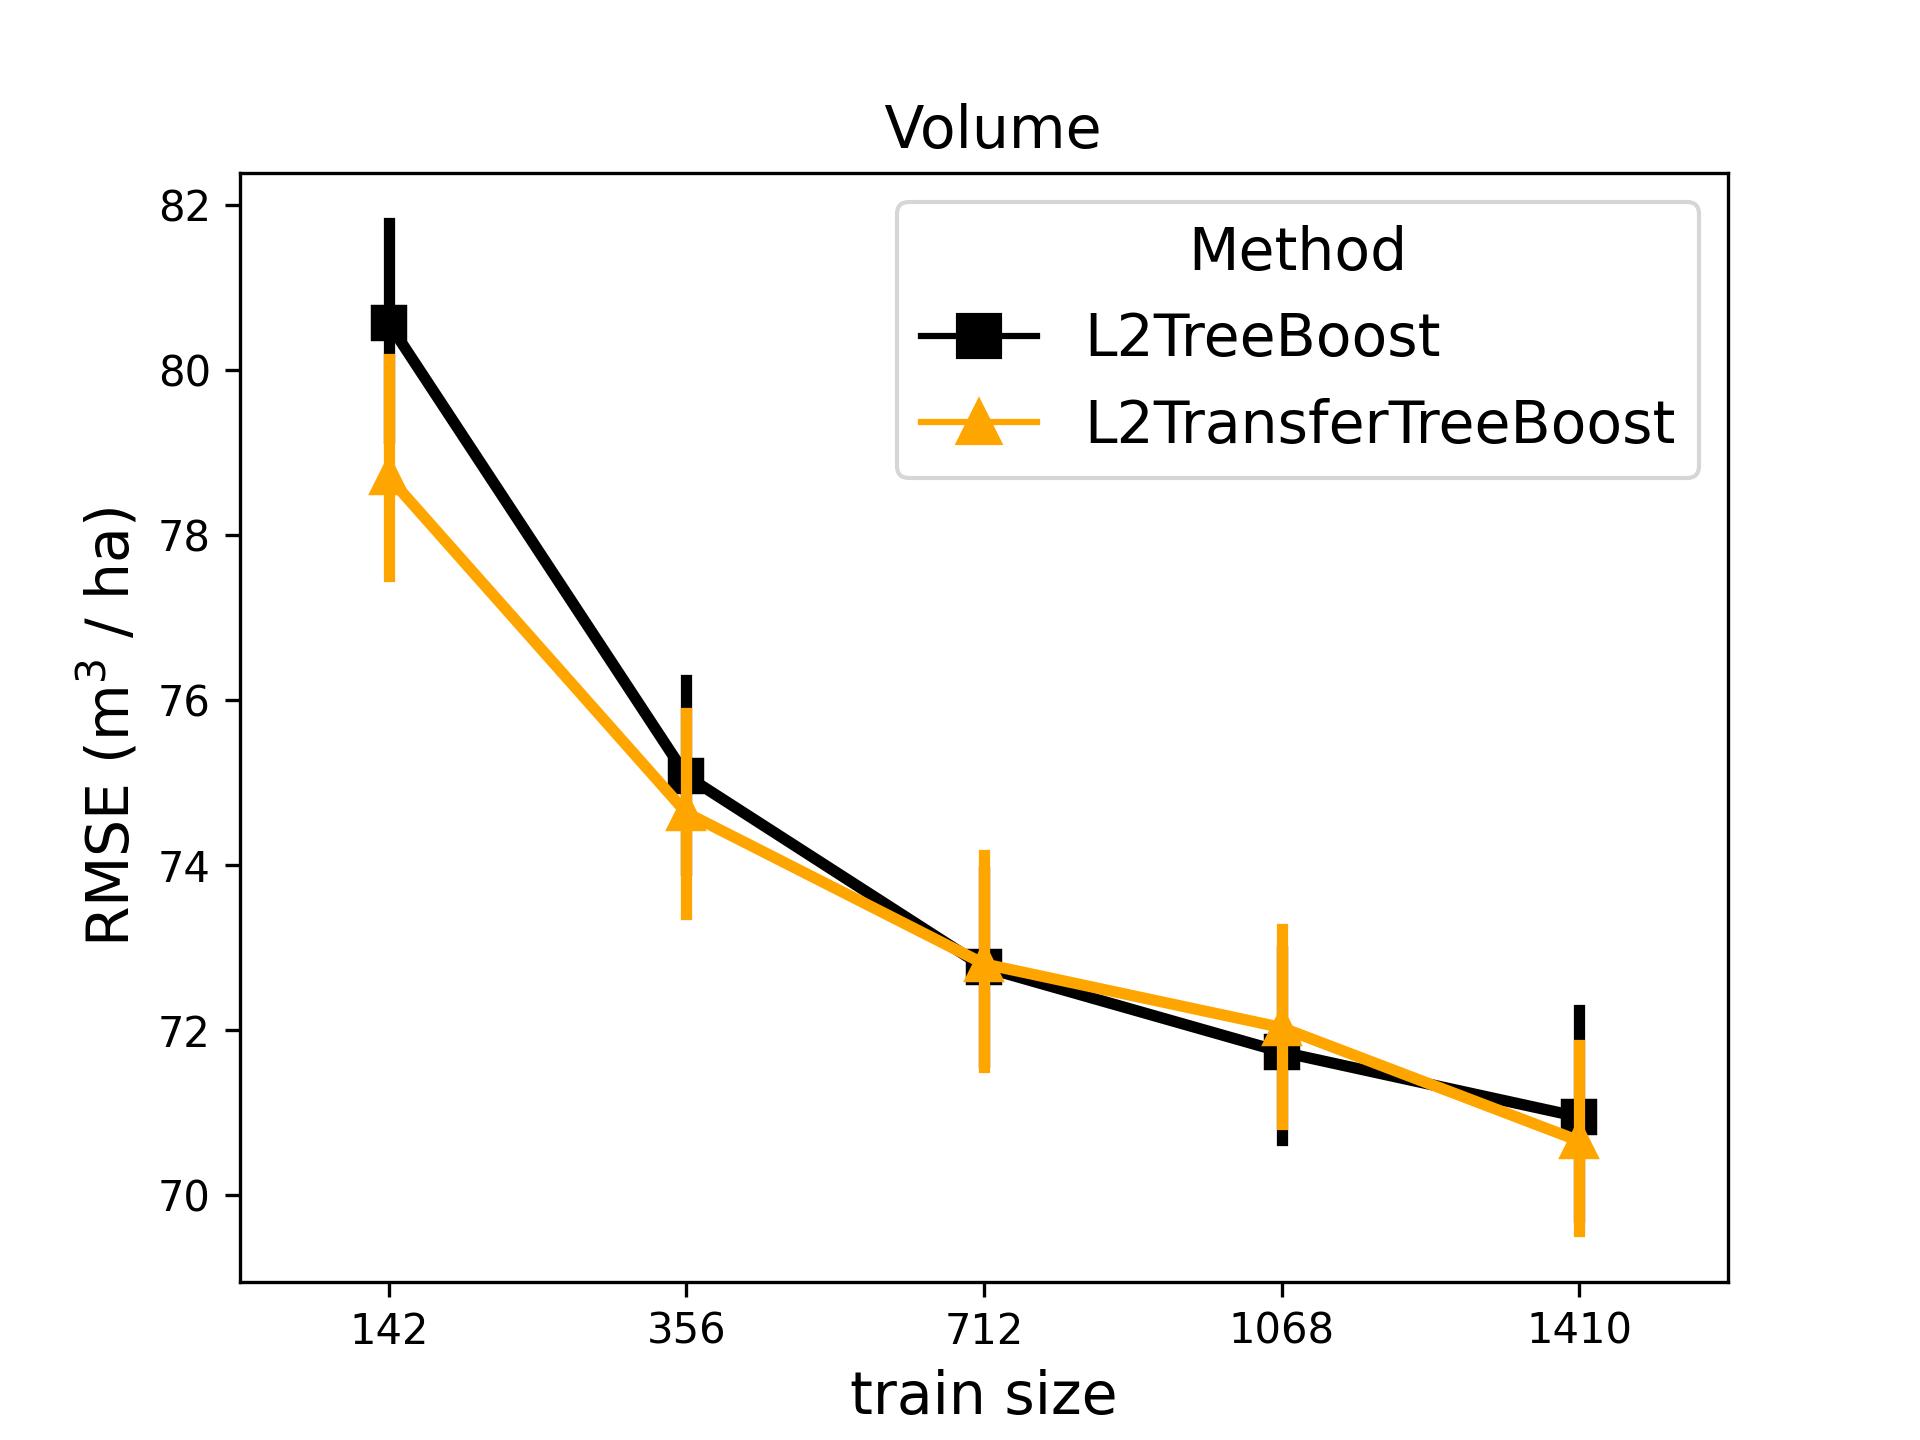 Volume
Method
L2TreeBoost
L2TransferTreeBoost
RMSE (m³ / ha)
82
80
78
76
74
72
70
142 356 712 1068 1410
train size